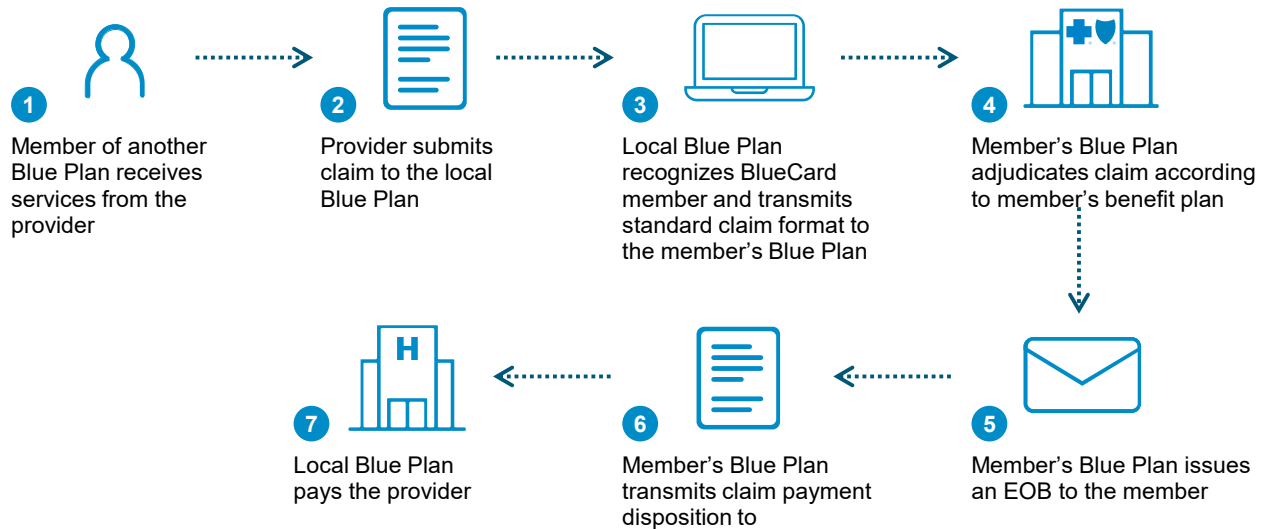 1
Member of another
Blue Plan receives
services from the
provider
2
Provider submits
claim to the local
Blue Plan
3
Local Blue Plan
recognizes BlueCard
member and transmits
standard claim format to
the member’s Blue Plan
4
Member’s Blue Plan
adjudicates claim according
to member’s benefit plan
5
Member’s Blue Plan issues
an EOB to the member
6
Member’s Blue Plan
transmits claim payment
disposition to
H
7
Local Blue Plan
pays the provider